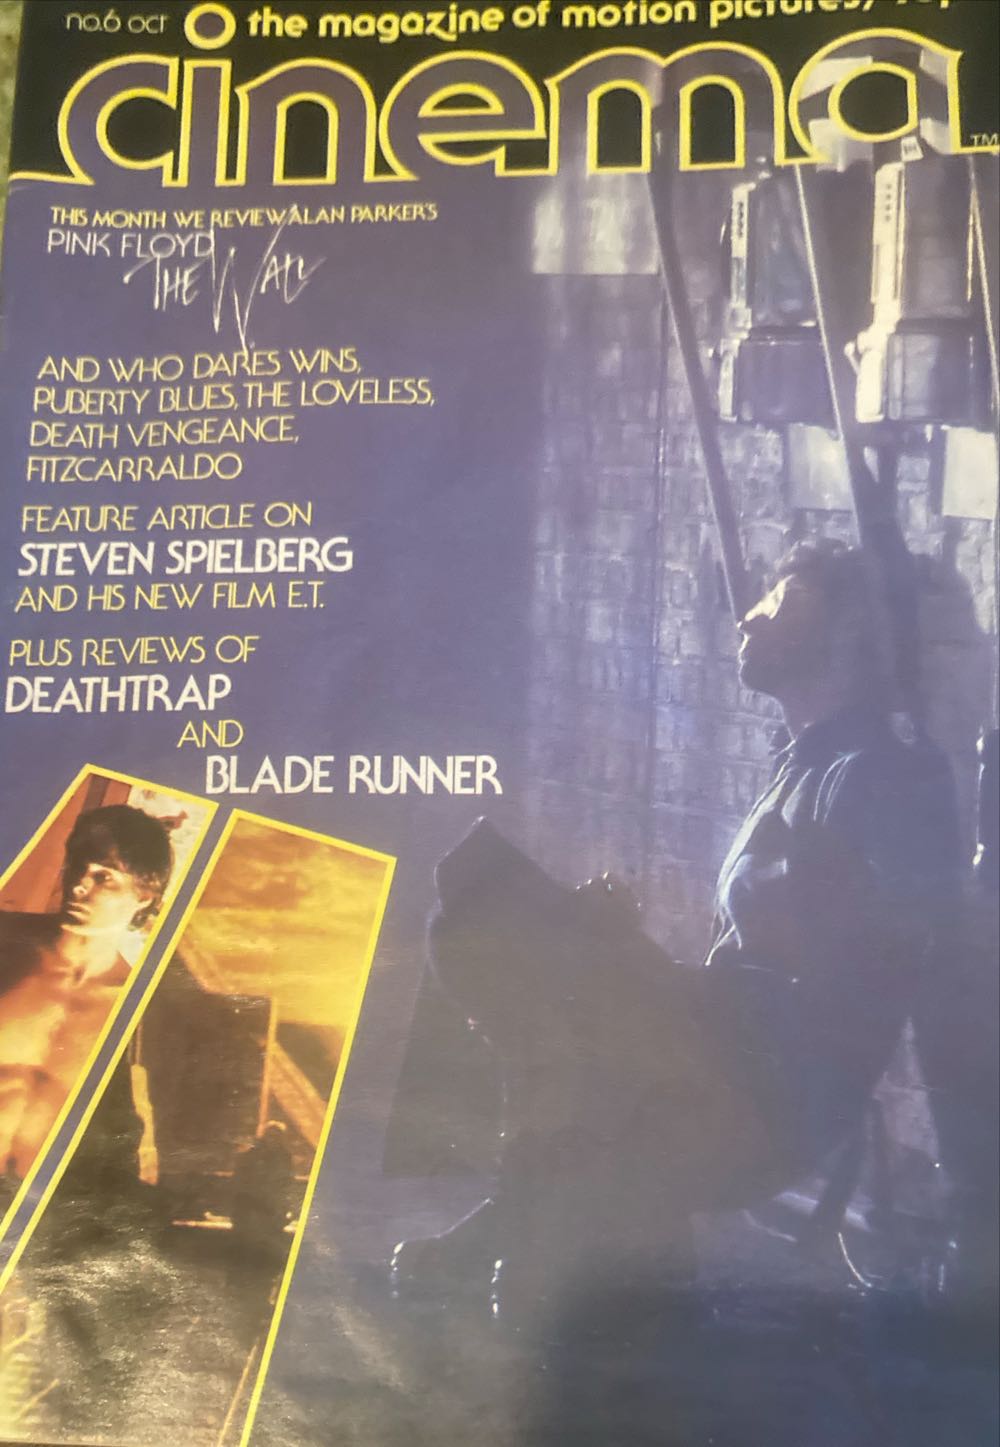 no.6 oct the magazine of motion pictures,
cinema
TM
THIS MONTH WE REVIEW ALAN PARKER'S
PINK FLOYD
THE WALL
AND WHO DARES WINS,
PUBERTY BLUES, THE LOVELESS,
DEATH VENGEANCE,
FITZCARRALDO
FEATURE ARTICLE ON
STEVEN SPIELBERG
AND HIS NEW FILM E.T.
PLUS REVIEWS OF
DEATHTRAP
AND
BLADE RUNNER